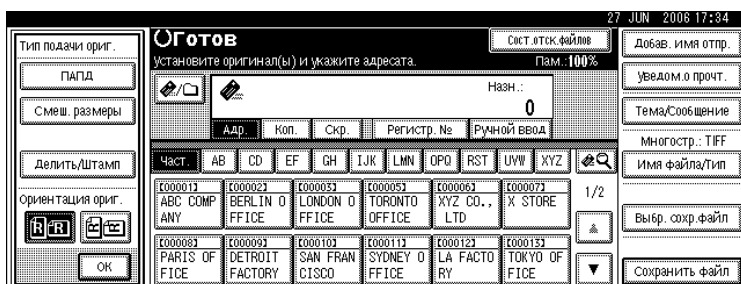 27 JUN 2006 17:34
Тип подачи ориг.
ПАПД
Смеш. размеры
Делить/Штамп
Ориентация ориг.
R R
OK
Готов
Сост.отск.файлов
Установите оригинал(ы) и укажите адресата.
Пам.:100%
Назн.:
0
Адр.
Коп.
Скр.
Регистр. №
Ручной ввод
Част.
AB
CD
EF
GH
IJK
LMN
OPQ
RST
UVW
XYZ
[00001]
ABC COMP
ANY
[00002]
BERLIN O
FFICE
[00003]
LONDON O
FFICE
[00005]
TORONTO
OFFICE
[00006]
XYZ CO.,
LTD
[00007]
X STORE
1/2
[00008]
PARIS OF
FICE
[00009]
DETROIT
FACTORY
[00010]
SAN FRAN
CISCO
[00011]
SYDNEY O
FFICE
[00012]
LA FACTO
RY
[00013]
TOKYO OF
FICE
Добав. имя отпр.
Уведом.о прочт.
Тема/Сообщение
Многостр.: TIFF
Имя файла/Тип
Выбр. сохр.файл
Сохранить файл